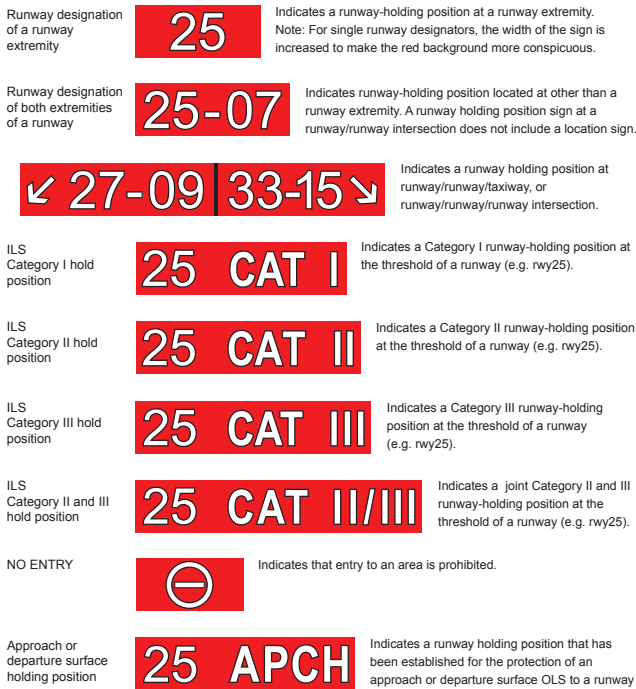 Runway designation
of a runway
extremity
25
Indicates a runway-holding position at a runway extremity.
Note: For single runway designators, the width of the sign is
increased to make the red background more conspicuous.
Runway designation
of both extremities
of a runway
25-07
Indicates runway-holding position located at other than a
runway extremity. A runway holding position sign at a
runway/runway intersection does not include a location sign.
↙ 27-09 | 33-15 ↘
Indicates a runway holding position at
runway/runway/taxiway, or
runway/runway/runway intersection.
ILS
Category I hold
position
25 CAT I
Indicates a Category I runway-holding position at
the threshold of a runway (e.g. rwy25).
ILS
Category II hold
position
25 CAT II
Indicates a Category II runway-holding position
at the threshold of a runway (e.g. rwy25).
ILS
Category III hold
position
25 CAT III
Indicates a Category III runway-holding
position at the threshold of a runway
(e.g. rwy25).
ILS
Category II and III
hold position
25 CAT II/III
Indicates a joint Category II and III
runway-holding position at the
threshold of a runway (e.g. rwy25).
NO ENTRY
Indicates that entry to an area is prohibited.
Approach or
departure surface
holding position
25 APCH
Indicates a runway holding position that has
been established for the protection of an
approach or departure surface OLS to a runway